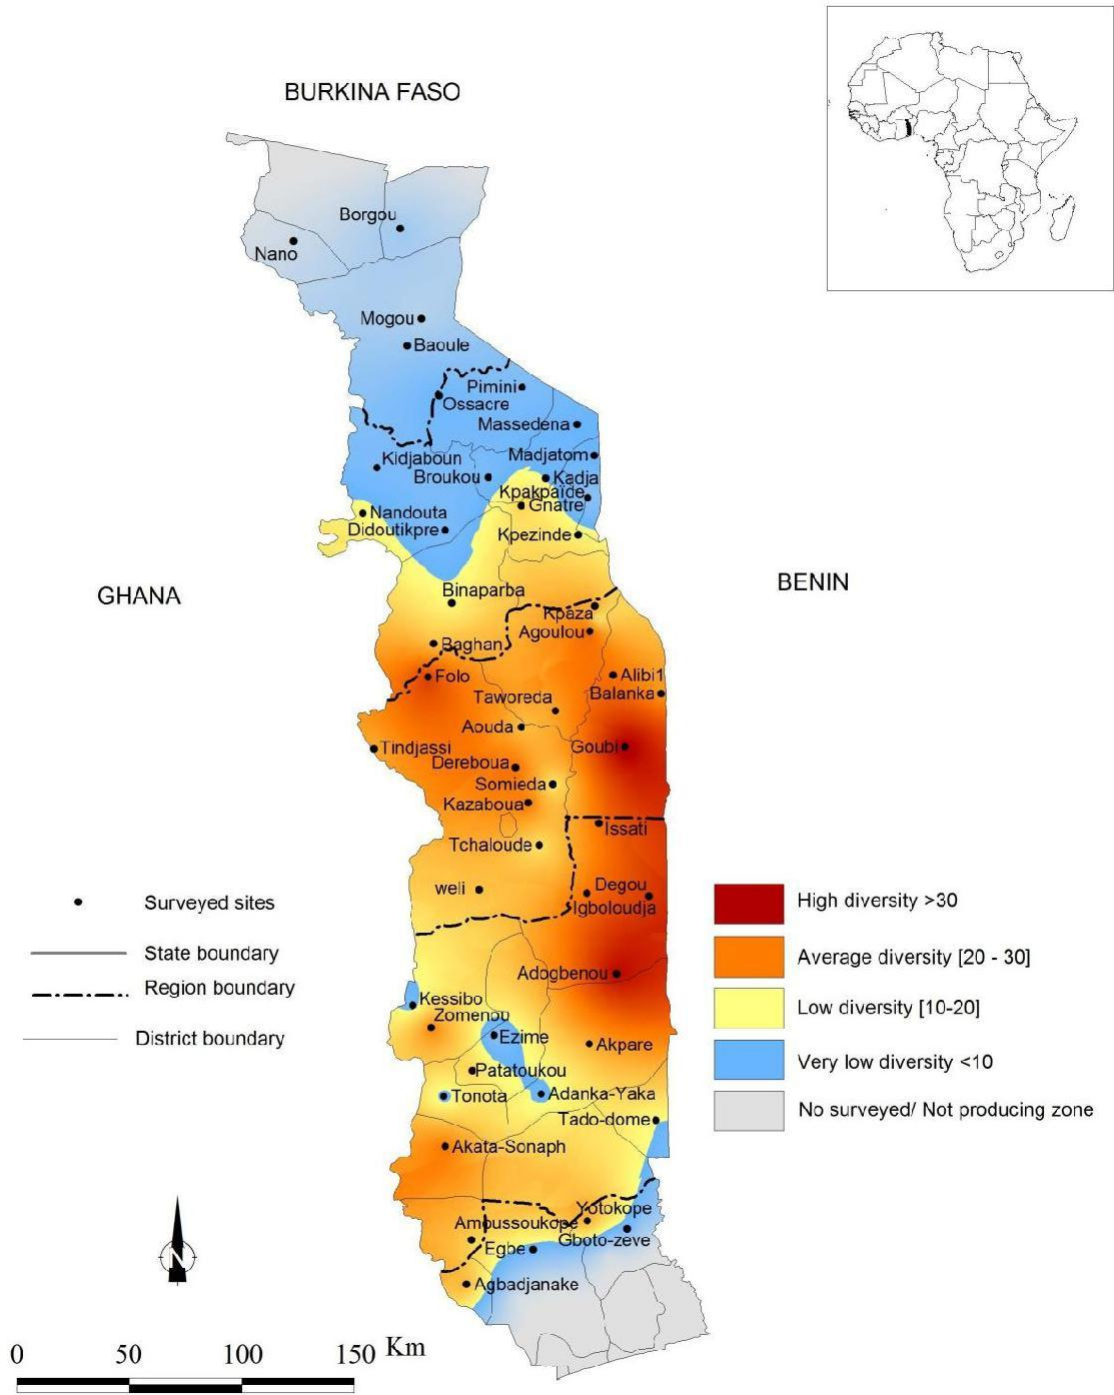 BURKINA FASO
Borgou
Nano
Mogou
Baoule
Pimini
Ossacre
Massedena
Madjatom
Kidjaboun
Broukou
Kadja
Kpakpaïde
Gnatre
Nandouta
Didoutikpre
Kpezinde
GHANA
BENIN
Binaparba
Kpaza
Agoulou
Baghan
Folo
Alibi1
Taworeda
Balanka
Aouda
Tindjassi
Goubi
Dereboua
Somieda
Kazaboua
Issati
Tchaloude
weli
Degou
Igboloudja
Adogbenou
Kessibo
Zomenou
Ezime
Akpare
Patatoukou
Tonota
Adanka-Yaka
Tado-dome
Akata-Sonaph
Yotokope
Amoussoukope
Gboto-zeve
Egbe
Agbadjanake
Surveyed sites
State boundary
Region boundary
District boundary
High diversity >30
Average diversity [20 - 30]
Low diversity [10-20]
Very low diversity <10
No surveyed/ Not producing zone
N
0 50 100 150 Km